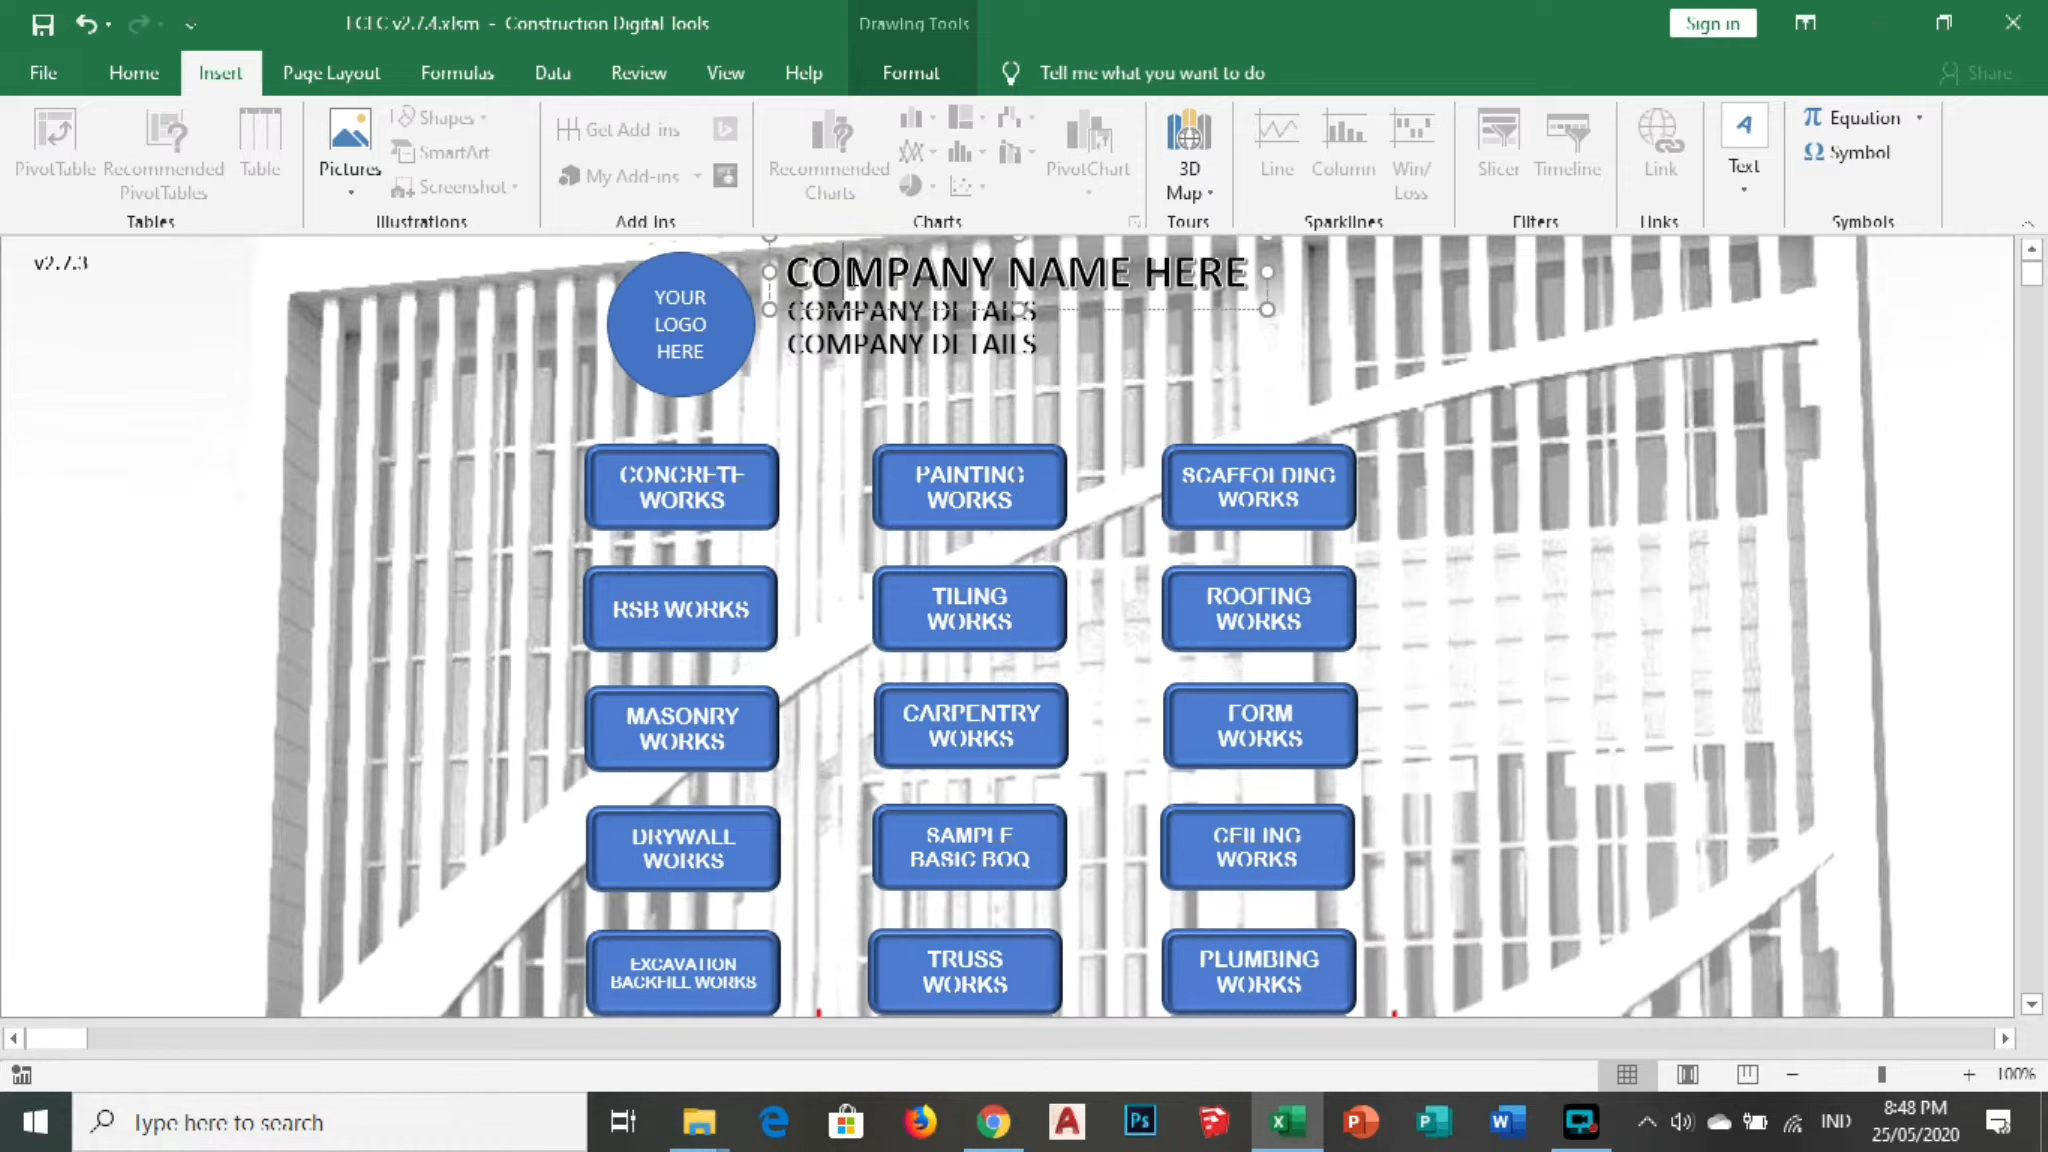 v2.7.4.xlsm - Construction Digital Tools
Drawing Tools
Sign in
File Home Insert Page Layout Formulas Data Review View Help Format Tell me what you want to do Share
PivotTable
Recommended
PivotTables
Table
Tables
Pictures
Shapes
SmartArt
Screenshot
Illustrations
Get Add-ins
My Add-ins
Add-ins
Recommended
Charts
PivotChart
Charts
3D
Map
Tours
Line
Column
Win/
Loss
Sparklines
Slicer
Timeline
Filters
Link
Links
Text
Equation
Symbol
Symbols
v2.7.3
YOUR
LOGO
HERE
COMPANY NAME HERE
COMPANY DETAILS
COMPANY DETAILS
CONCRETE
WORKS
PAINTING
WORKS
SCAFFOLDING
WORKS
RSB WORKS
TILING
WORKS
ROOFING
WORKS
MASONRY
WORKS
CARPENTRY
WORKS
FORM
WORKS
DRYWALL
WORKS
SAMPLE
BASIC BOQ
CEILING
WORKS
EXCAVATION
BACKFILL WORKS
TRUSS
WORKS
PLUMBING
WORKS
100%
Type here to search
IND
8:48 PM
25/05/2020